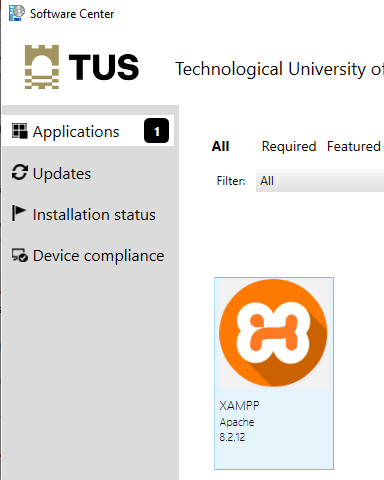 Software Center
TUS
Technological University of
Applications 1
Updates
Installation status
Device compliance
All Required Featured
Filter: All
XAMPP
Apache
8.2.12